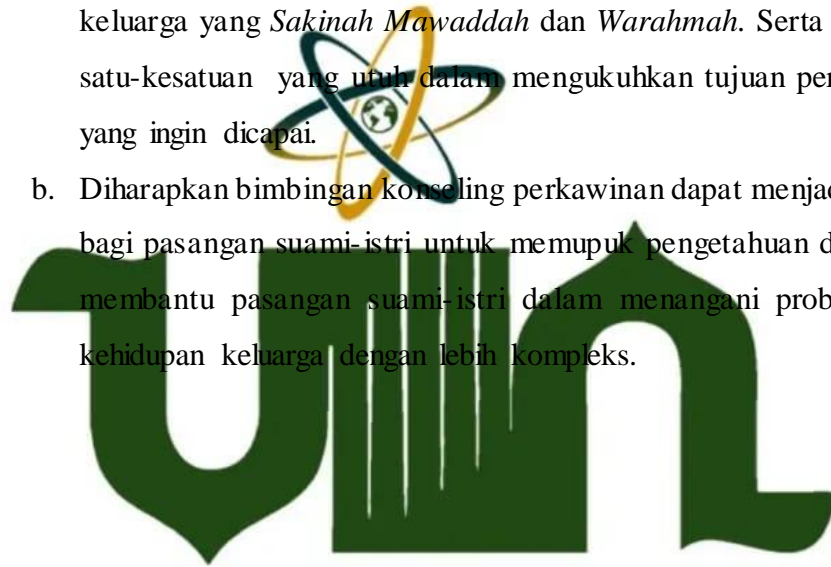 keluarga yang Sakinah Mawaddah dan Warahmah. Serta
satu-kesatuan yang utuh dalam mengukuhkan tujuan per
yang ingin dicapai.
b. Diharapkan bimbingan konseling perkawinan dapat menjad
bagi pasangan suami-istri untuk memupuk pengetahuan d
membantu pasangan suami-istri dalam menangani prob
kehidupan keluarga dengan lebih kompleks.